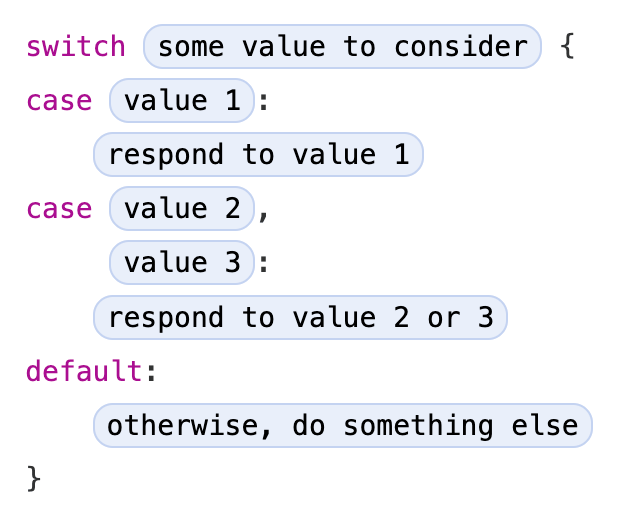 switch some value to consider {
case value 1:
respond to value 1
case value 2,
value 3:
respond to value 2 or 3
default:
otherwise, do something else
}